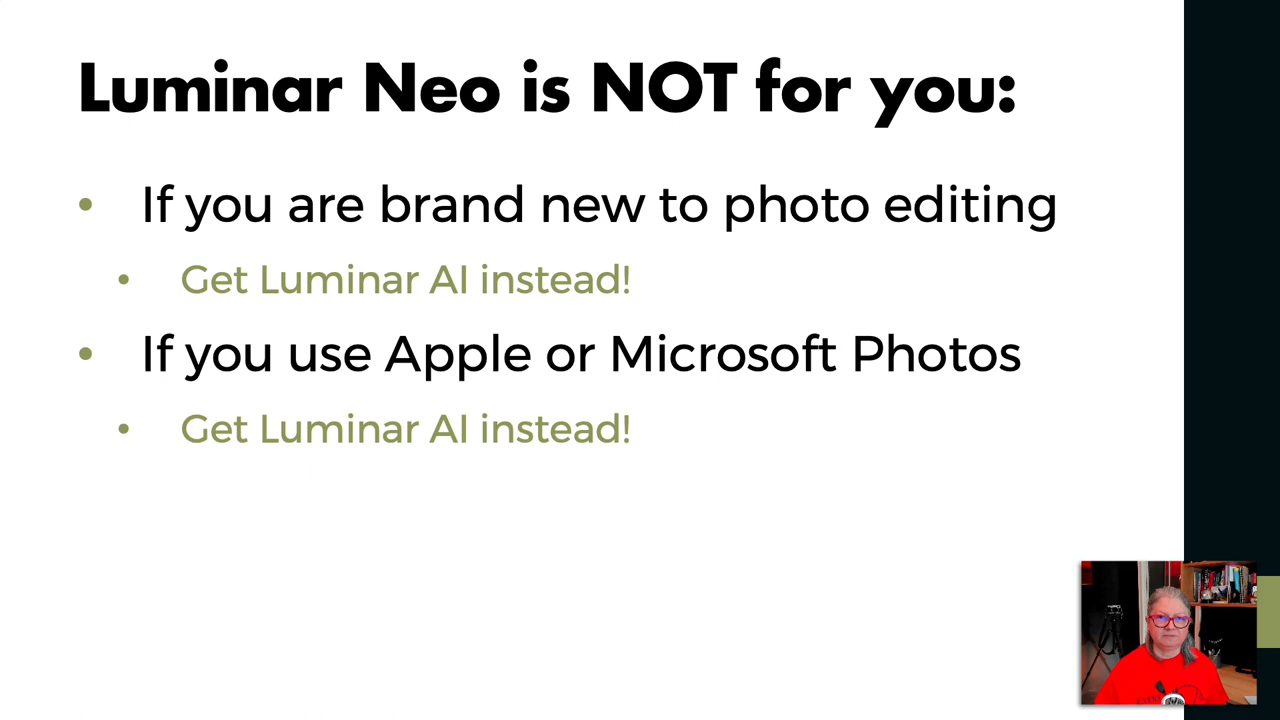 Luminar Neo is NOT for you:
• If you are brand new to photo editing
• Get Luminar AI instead!
• If you use Apple or Microsoft Photos
• Get Luminar AI instead!